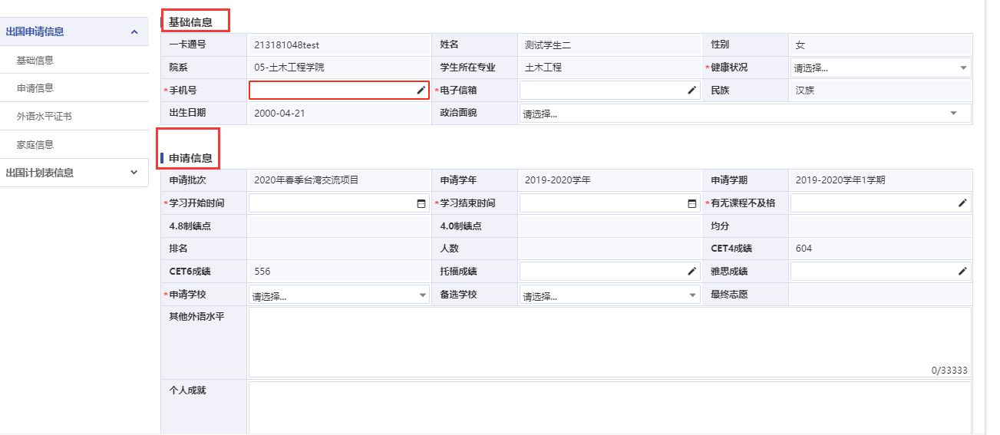 出国申请信息
基础信息
申请信息
外语水平证书
家庭信息
出国计划表信息
基础信息
一卡通号 213181048test 姓名 测试学生二 性别 女
院系 05-土木工程学院 学生所在专业 土木工程 *健康状况 请选择...
*手机号 *电子信箱 民族 汉族
出生日期 2000-04-21 政治面貌 请选择...
申请信息
申请批次 2020年春季台湾交流项目 申请学年 2019-2020学年 申请学期 2019-2020学年1学期
*学习开始时间 *学习结束时间 *有无课程不及格
4.8制绩点 4.0制绩点 均分
排名 人数 CET4成绩 604
CET6成绩 556 托福成绩 雅思成绩
*申请学校 请选择... 备选学校 请选择... 最终志愿
其他外语水平
0/33333
个人成就